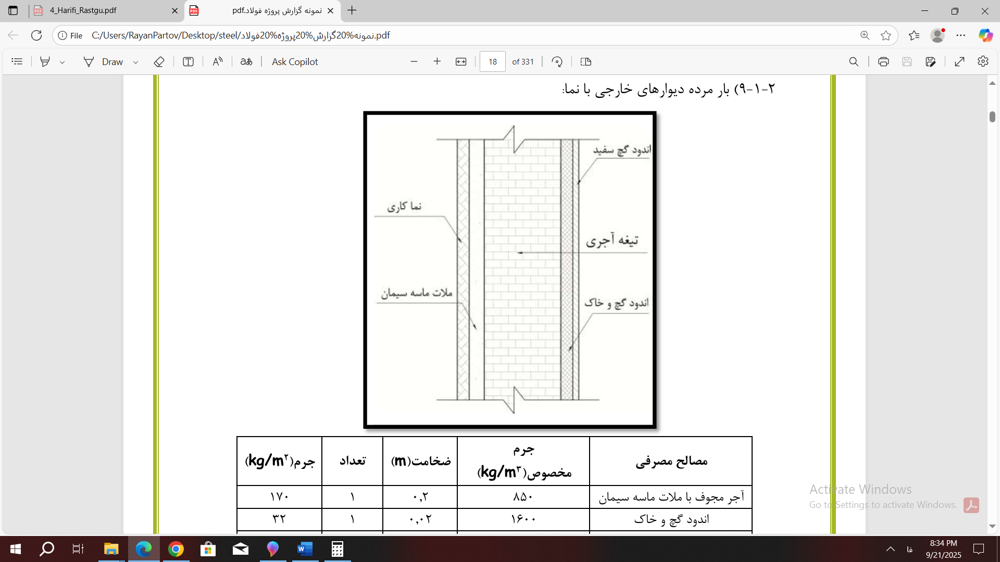 4_Harifi_Rastgu.pdf
نمونه گزارش پروژه فولاد.pdf
File
C:/Users/RayanPartov/Desktop/steel/نمونه%20گزارش%20پروژه%20فولاد.pdf
Draw
Ask Copilot
18 of 331
۹-۱-۲) بار مرده دیوارهای خارجی با نما:
اندود گچ سفید
نما کاری
تیغه آجری
ملات ماسه سیمان
اندود گچ و خاک
مصالح مصرفی
جرم مخصوص(kg/m۳)
ضخامت(m)
تعداد
جرم(kg/m۲)
آجر مجوف با ملات ماسه سیمان
۸۵۰
۰,۲
۱
۱۷۰
اندود گچ و خاک
۱۶۰۰
۰,۰۲
۱
۳۲
Activate Windows
Go to Settings to activate Windows.
فا
8:34 PM
9/21/2025